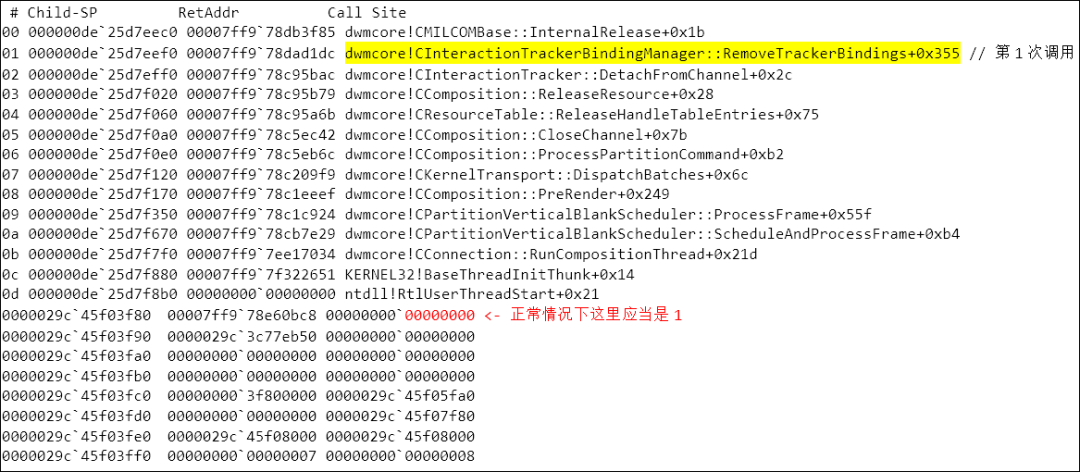 # Child-SP          RetAddr           Call Site
00 000000de`25d7eec0 00007ff9`78db3f85 dwmcore!CMILCOMBase::InternalRelease+0x1b
01 000000de`25d7eef0 00007ff9`78dad1dc dwmcore!CInteractionTrackerBindingManager::RemoveTrackerBindings+0x355 // 第 1 次调用
02 000000de`25d7eff0 00007ff9`78c95bac dwmcore!CInteractionTracker::DetachFromChannel+0x2c
03 000000de`25d7f020 00007ff9`78c95b79 dwmcore!CComposition::ReleaseResource+0x28
04 000000de`25d7f060 00007ff9`78c95a6b dwmcore!CResourceTable::ReleaseHandleTableEntries+0x75
05 000000de`25d7f0a0 00007ff9`78c5ec42 dwmcore!CComposition::CloseChannel+0x7b
06 000000de`25d7f0e0 00007ff9`78c5eb6c dwmcore!CComposition::ProcessPartitionCommand+0xb2
07 000000de`25d7f120 00007ff9`78c209f9 dwmcore!CKernelTransport::DispatchBatches+0x6c
08 000000de`25d7f170 00007ff9`78c1eeef dwmcore!CComposition::PreRender+0x249
09 000000de`25d7f350 00007ff9`78c1c924 dwmcore!CPartitionVerticalBlankScheduler::ProcessFrame+0x55f
0a 000000de`25d7f670 00007ff9`78cb7e29 dwmcore!CPartitionVerticalBlankScheduler::ScheduleAndProcessFrame+0xb4
0b 000000de`25d7f7f0 00007ff9`7ee17034 dwmcore!CConnection::RunCompositionThread+0x21d
0c 000000de`25d7f880 00007ff9`7f322651 KERNEL32!BaseThreadInitThunk+0x14
0d 000000de`25d7f8b0 00000000`00000000 ntdll!RtlUserThreadStart+0x21
0000029c`45f03f80  00007ff9`78e60bc8 00000000`00000000 <- 正常情况下这里应当是 1
0000029c`45f03f90  0000029c`3c77eb50 00000000`00000000
0000029c`45f03fa0  00000000`00000000 00000000`00000000
0000029c`45f03fb0  00000000`00000000 00000000`00000000
0000029c`45f03fc0  00000000`3f800000 0000029c`45f05fa0
0000029c`45f03fd0  00000000`00000000 0000029c`45f07f80
0000029c`45f03fe0  0000029c`45f08000 0000029c`45f08000
0000029c`45f03ff0  00000000`00000007 00000000`00000008